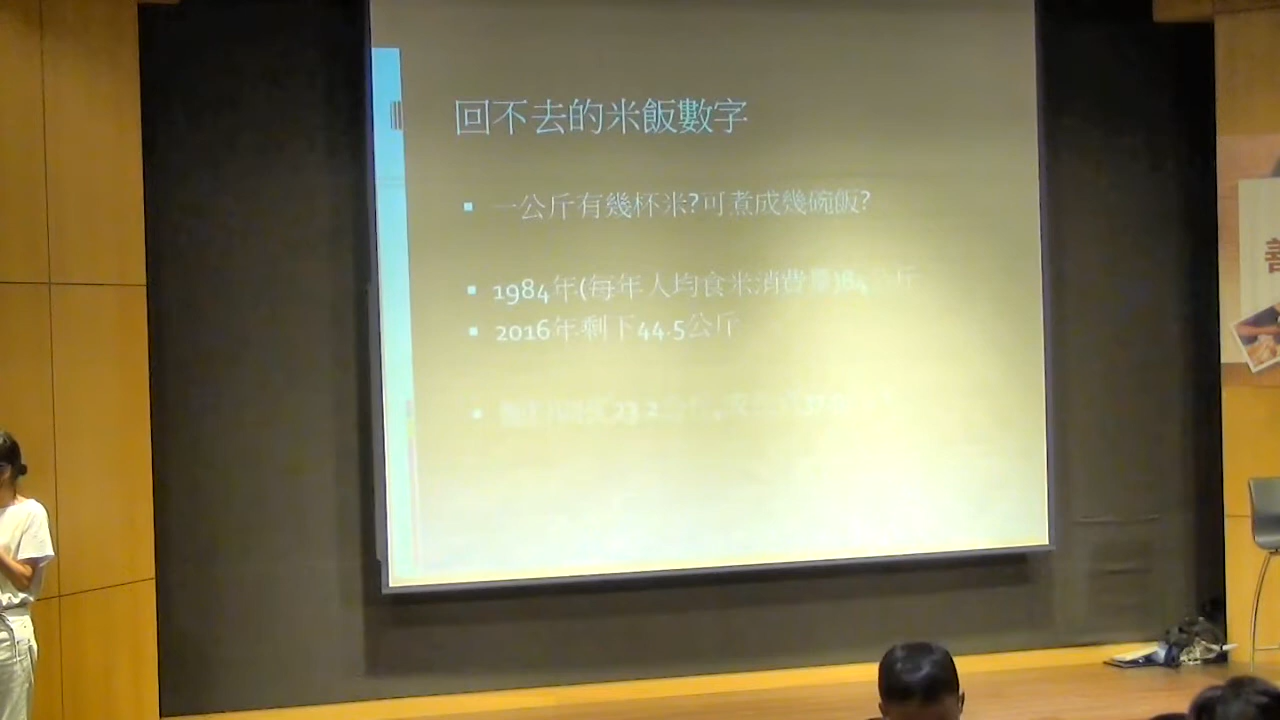 回不去的米飯數字
一公斤有幾杯米?可煮成幾碗飯?
1984年(每年人均食米消費量)84公斤
2016年剩下44.5公斤